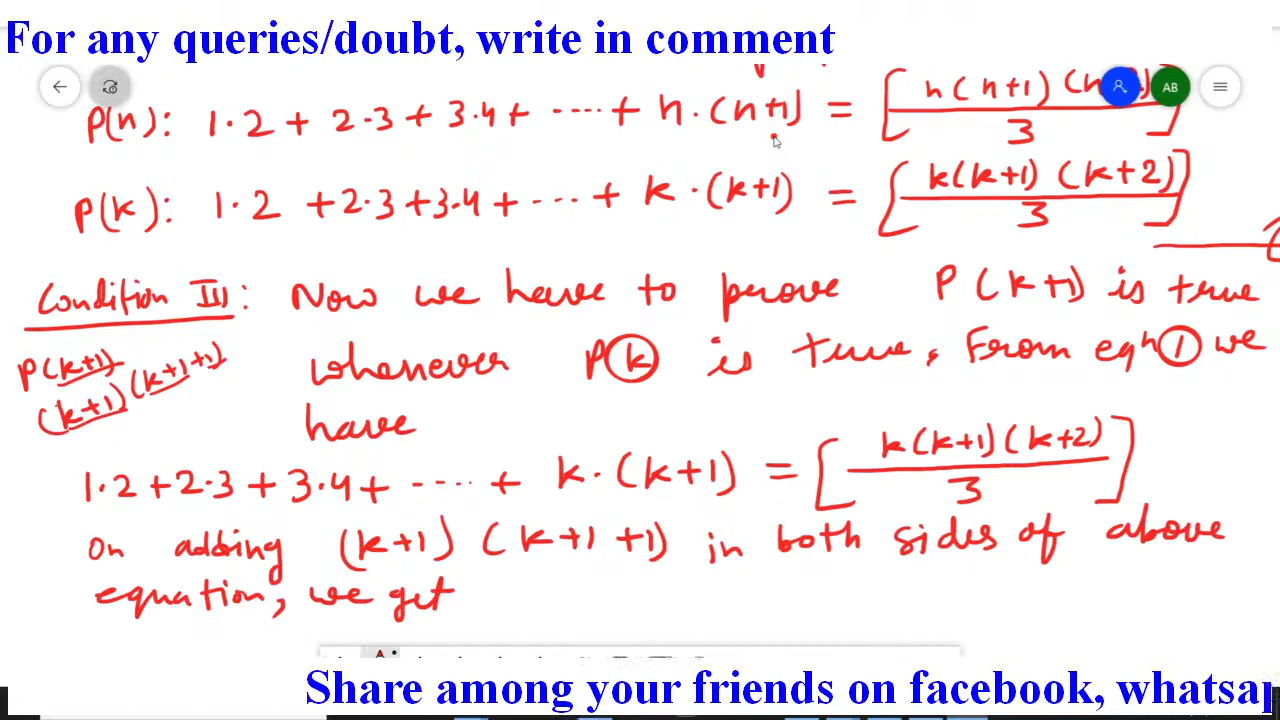 For any queries/doubt, write in comment
P(n): 1·2 + 2·3 + 3·4 + ---- + n·(n+1) = [n(n+1)(n
3]
AB
P(k): 1·2 + 2·3 + 3·4 + --- + k·(k+1) = [k(k+1)(k+2)
3]
Condition III: Now we have to prove P(k+1) is true
P(k+1)
(k+1)(k+1+1)
whenever P(k) is true. From eqn 1 we
have
1·2 + 2·3 + 3·4 + ---- + k·(k+1) = [k(k+1)(k+2)
3]
On adding (k+1) (k+1+1) in both sides of above
equation, we get
Share among your friends on facebook, whatsap